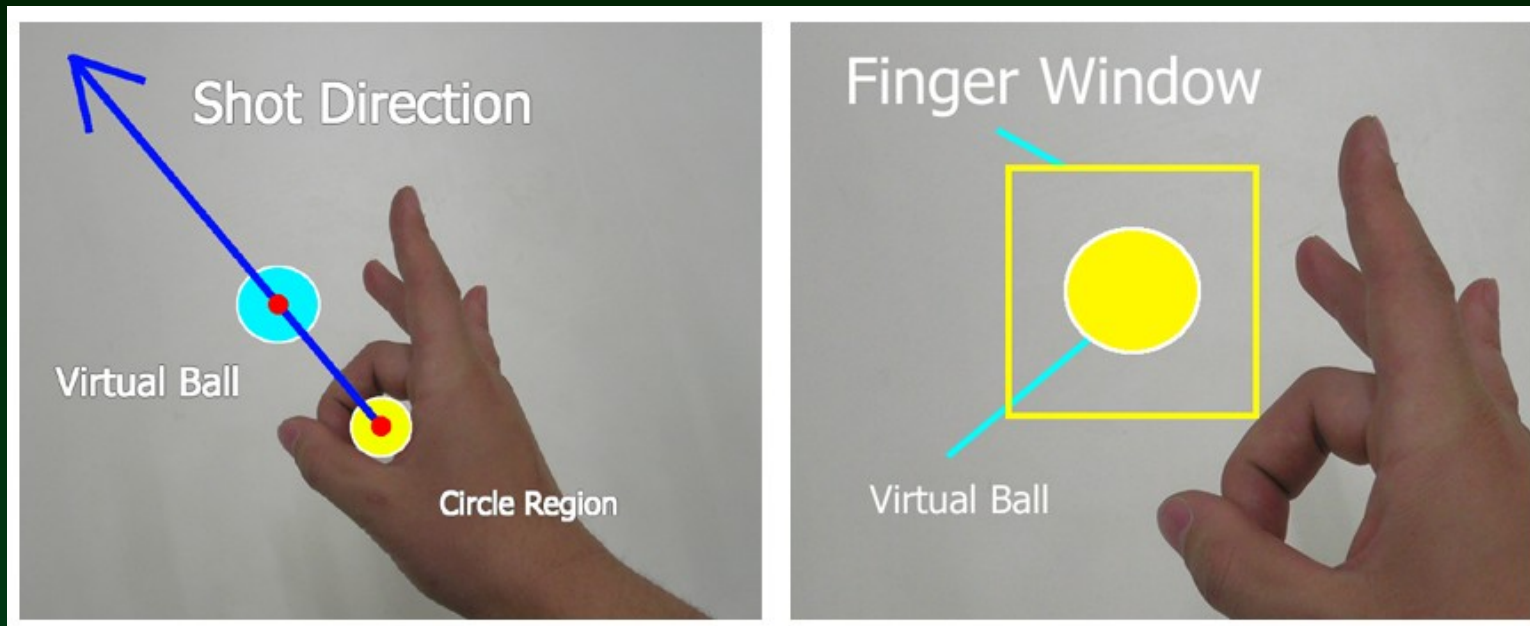 Shot Direction
Virtual Ball
Circle Region
Finger Window
Virtual Ball